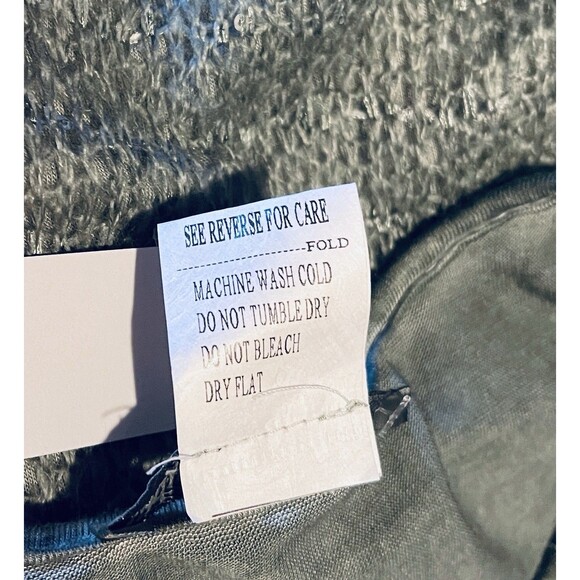 SEE REVERSE FOR CARE
------------------------FOLD
MACHINE WASH COLD
DO NOT TUMBLE DRY
DO NOT BLEACH
DRY FLAT